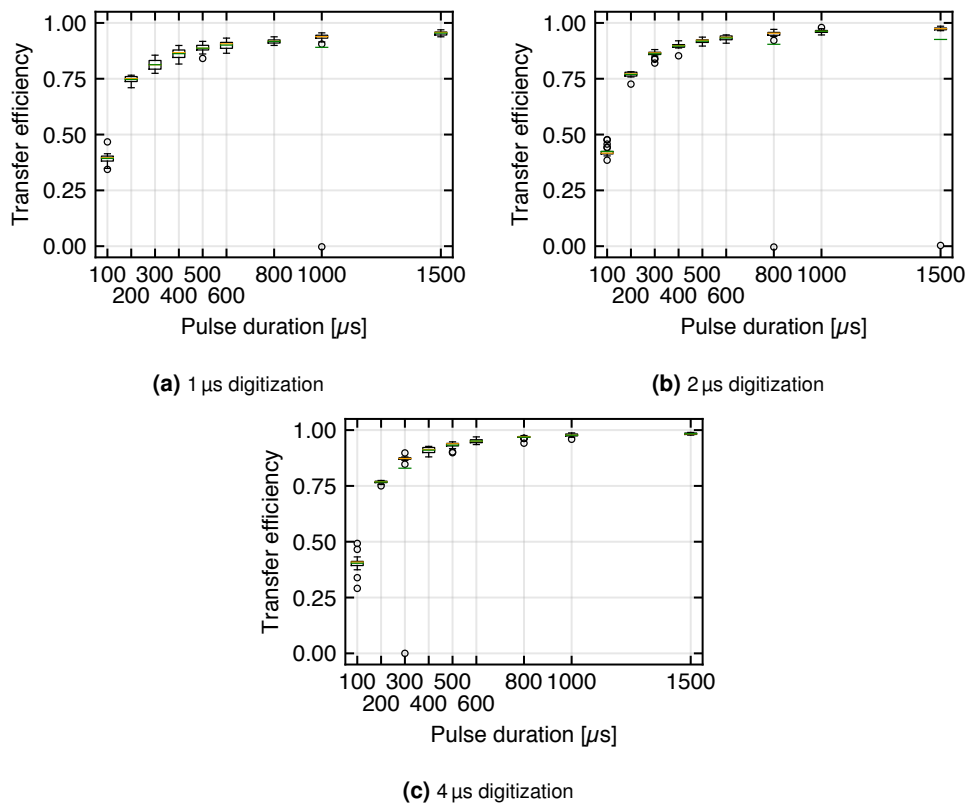 1.00
0.75
0.50
0.25
0.00
Transfer efficiency
100 300 500 800 1000 1500
200 400 600
Pulse duration [µs]
(a) 1 µs digitization
1.00
0.75
0.50
0.25
0.00
Transfer efficiency
100 300 500 800 1000 1500
200 400 600
Pulse duration [µs]
(b) 2 µs digitization
1.00
0.75
0.50
0.25
0.00
Transfer efficiency
100 300 500 800 1000 1500
200 400 600
Pulse duration [µs]
(c) 4 µs digitization